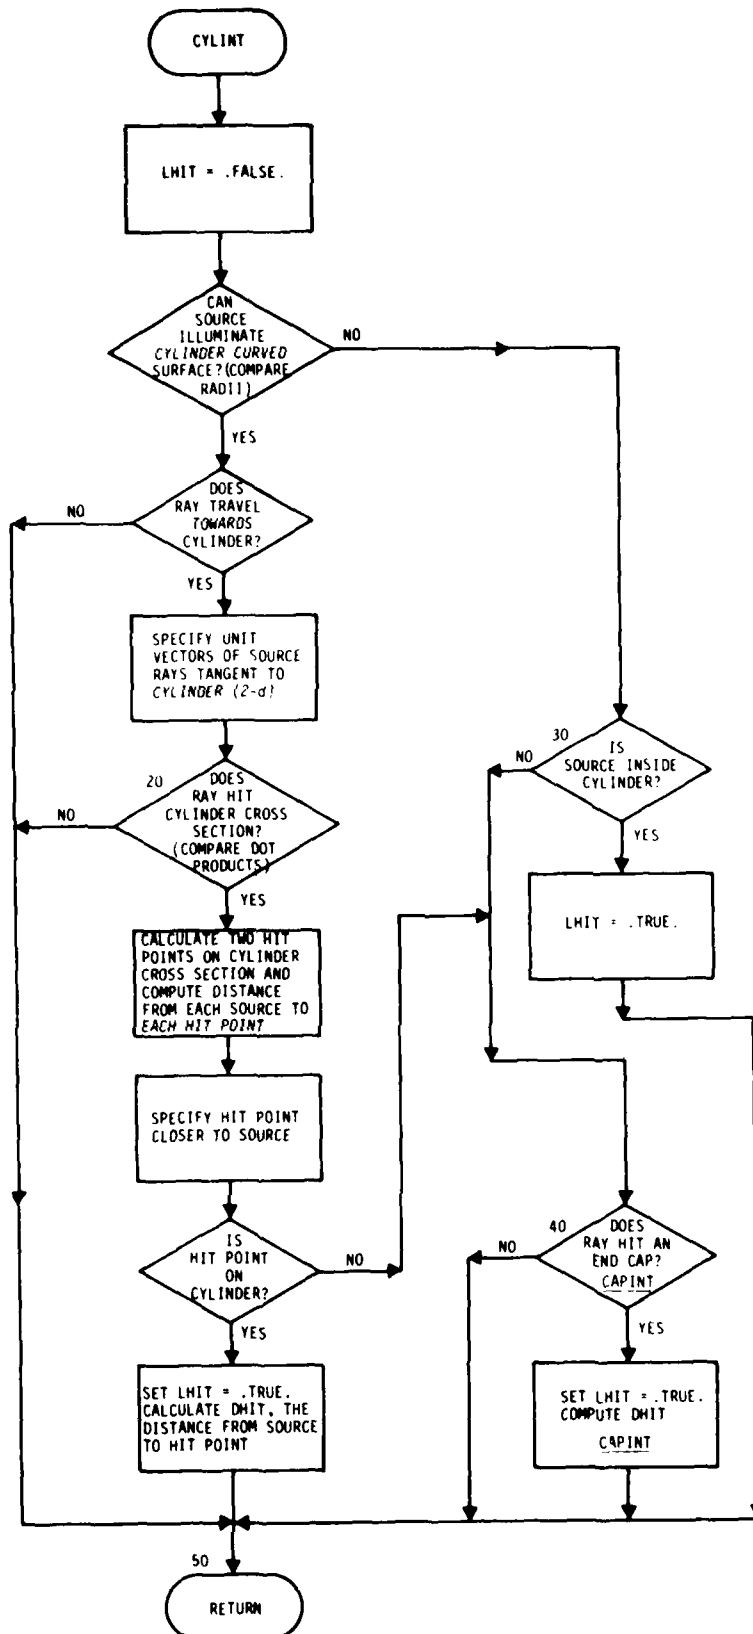 CYLINT
LHIT = .FALSE.
CAN
SOURCE
ILLUMINATE
CYLINDER CURVED
SURFACE?(COMPARE
RADII)
NO
YES
DOES
RAY TRAVEL
TOWARDS
CYLINDER?
NO
YES
SPECIFY UNIT
VECTORS OF SOURCE
RAYS TANGENT TO
CYLINDER (2-d)
20
DOES
RAY HIT
CYLINDER CROSS
SECTION?
(COMPARE DOT
PRODUCTS)
NO
YES
CALCULATE TWO HIT
POINTS ON CYLINDER
CROSS SECTION AND
COMPUTE DISTANCE
FROM EACH SOURCE TO
EACH HIT POINT
SPECIFY HIT POINT
CLOSER TO SOURCE
IS
HIT POINT
ON
CYLINDER?
NO
YES
SET LHIT = .TRUE.
CALCULATE DHIT, THE
DISTANCE FROM SOURCE
TO HIT POINT
30
IS
SOURCE INSIDE
CYLINDER?
NO
YES
LHIT = .TRUE.
40
DOES
RAY HIT AN
END CAP?
CAPINT
NO
YES
SET LHIT = .TRUE.
COMPUTE DHIT
CAPINT
50
RETURN